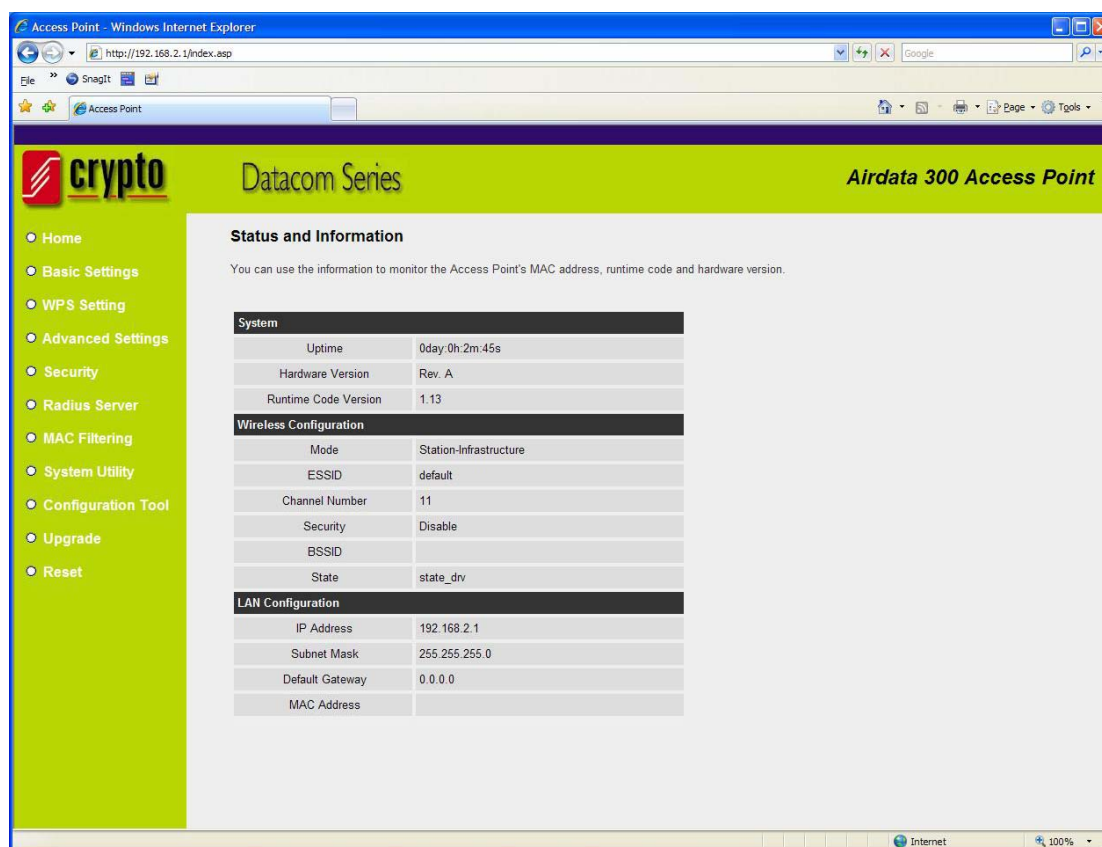 Access Point - Windows Internet Explorer
http://192.168.2.1/index.asp
Google
File » SnagIt
Access Point
Page Tools
crypto
Datacom Series
Airdata 300 Access Point
Home
Basic Settings
WPS Setting
Advanced Settings
Security
Radius Server
MAC Filtering
System Utility
Configuration Tool
Upgrade
Reset
Status and Information
You can use the information to monitor the Access Point's MAC address, runtime code and hardware version.
System
Uptime 0day:0h:2m:45s
Hardware Version Rev. A
Runtime Code Version 1.13
Wireless Configuration
Mode Station-Infrastructure
ESSID default
Channel Number 11
Security Disable
BSSID
State state_drv
LAN Configuration
IP Address 192.168.2.1
Subnet Mask 255.255.255.0
Default Gateway 0.0.0.0
MAC Address
Internet 100%